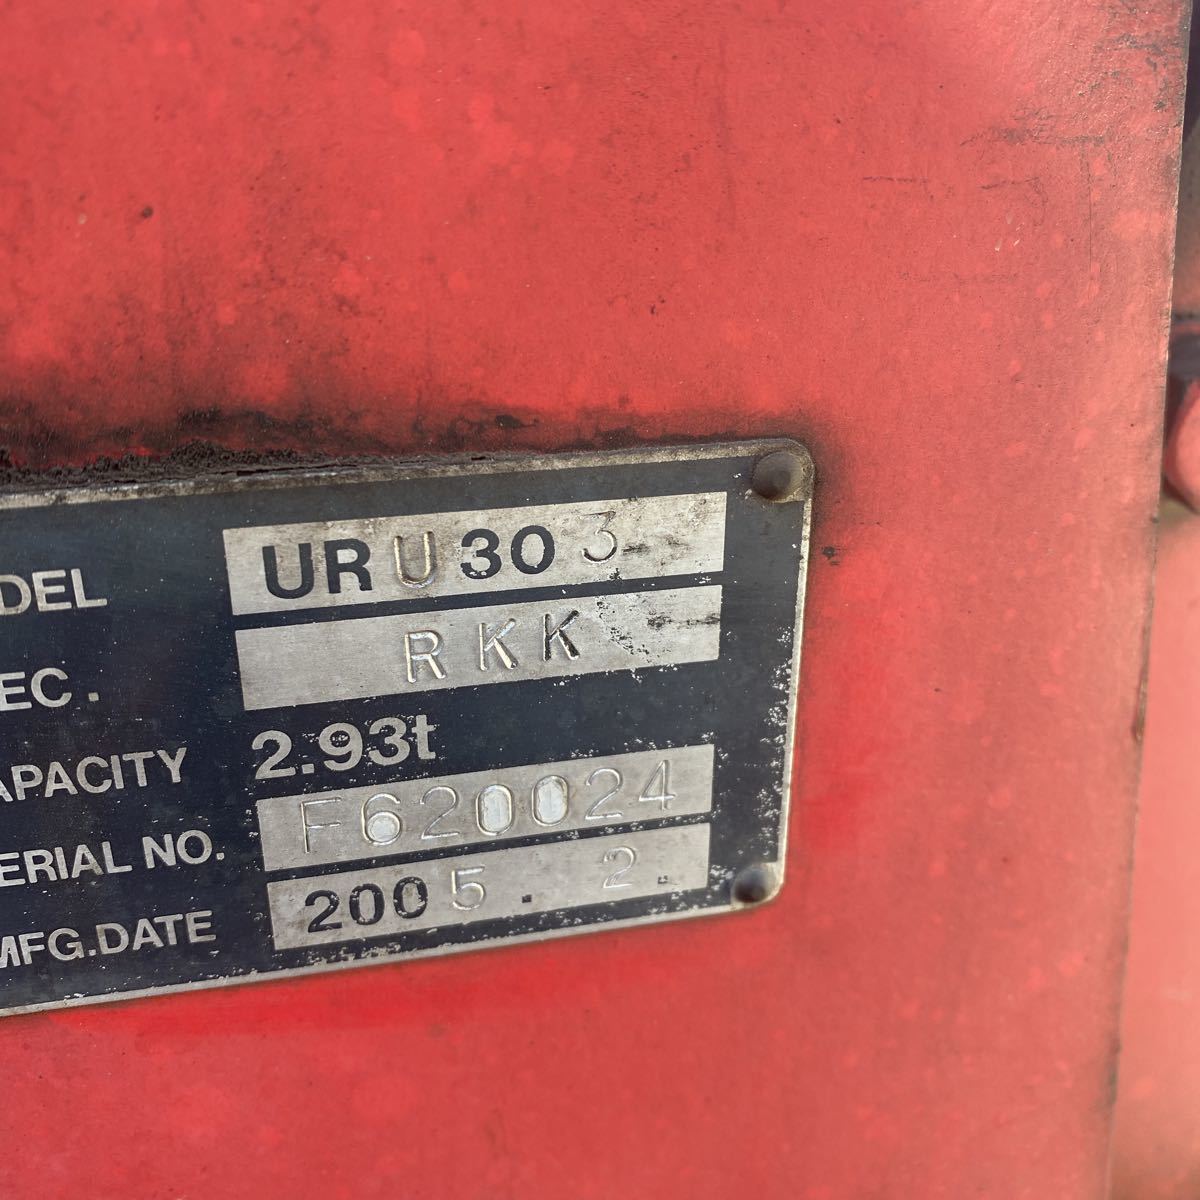 DEL URU303
EC. RKK
APACITY 2.93t
ERIAL NO. F620024
MFG.DATE 2005.2.